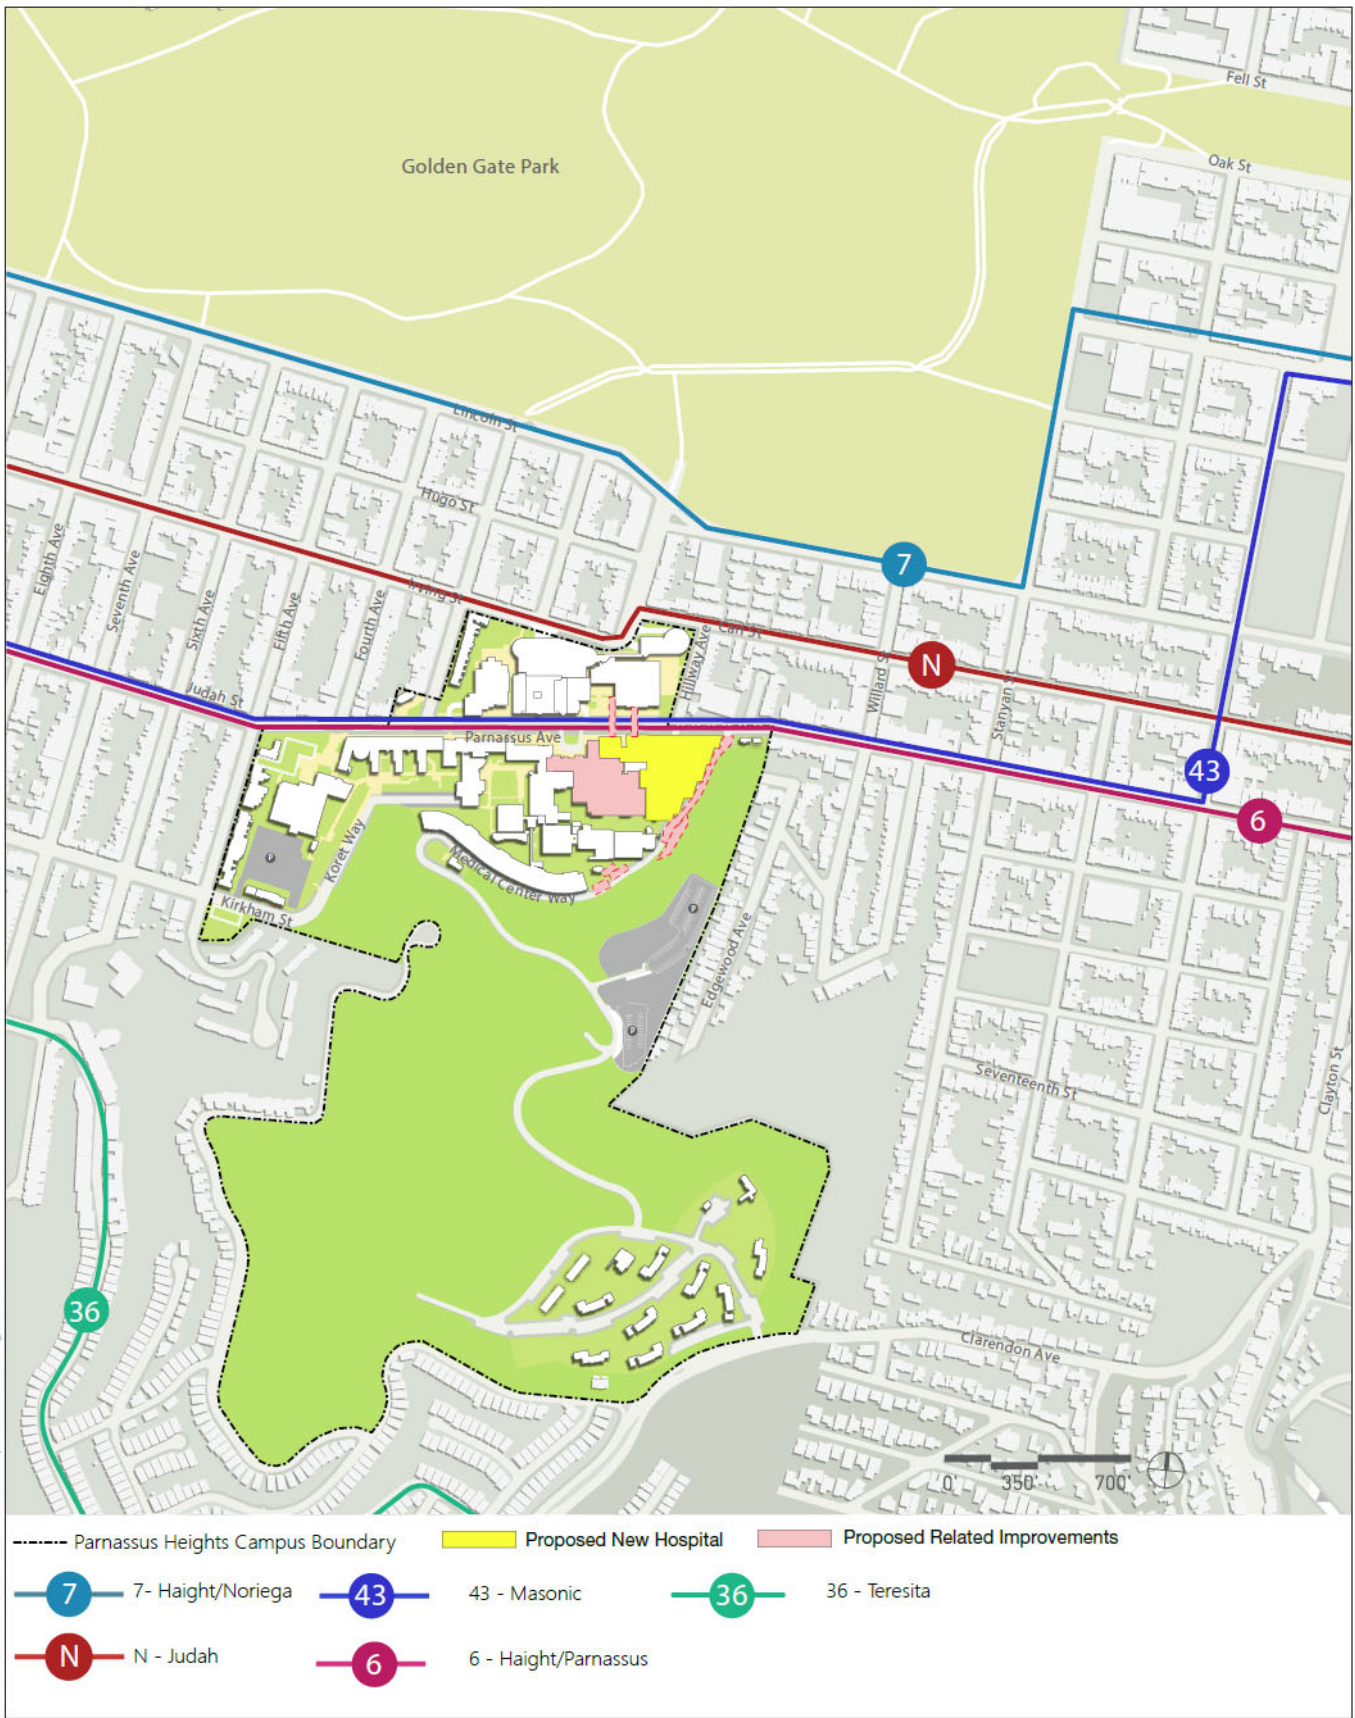 Fell St
Oak St
Golden Gate Park
Lincoln St
Hugo St
7
Eighth Ave
Seventh Ave
Sixth Ave
Fifth Ave
Fourth Ave
Irving St
Carl St
Hillway Ave
Willard St
N
Stanyan St
Judah St
Parnassus Ave
43
6
Koret Way
Medical Center Way
P
Kirkham St
P
Edgewood Ave
P
Seventeenth St
Clayton St
36
Clarendon Ave
0' 350' 700'
Parnassus Heights Campus Boundary Proposed New Hospital Proposed Related Improvements
7 7- Haight/Noriega 43 43 - Masonic 36 36 - Teresita
N N - Judah 6 6 - Haight/Parnassus